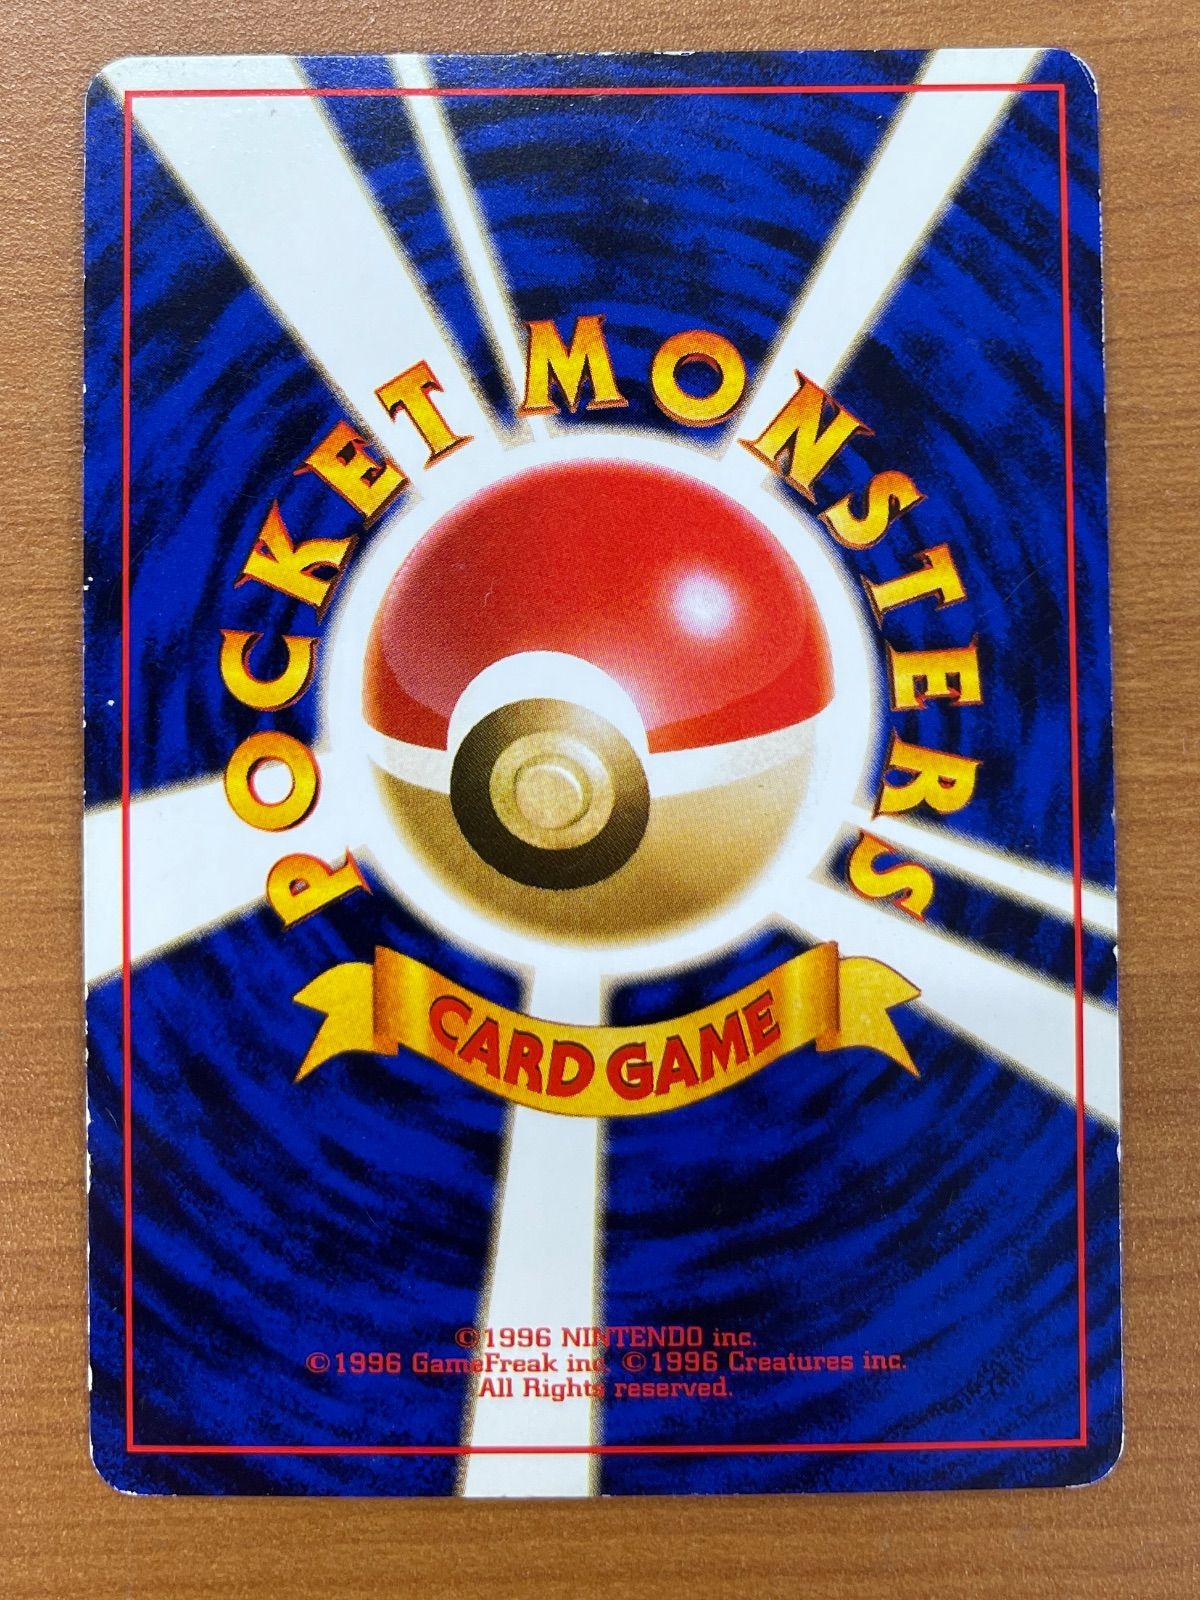 POCKET MONSTERS
CARD GAME
©1996 NINTENDO inc.
©1996 GameFreak inc. ©1996 Creatures inc.
All Rights reserved.